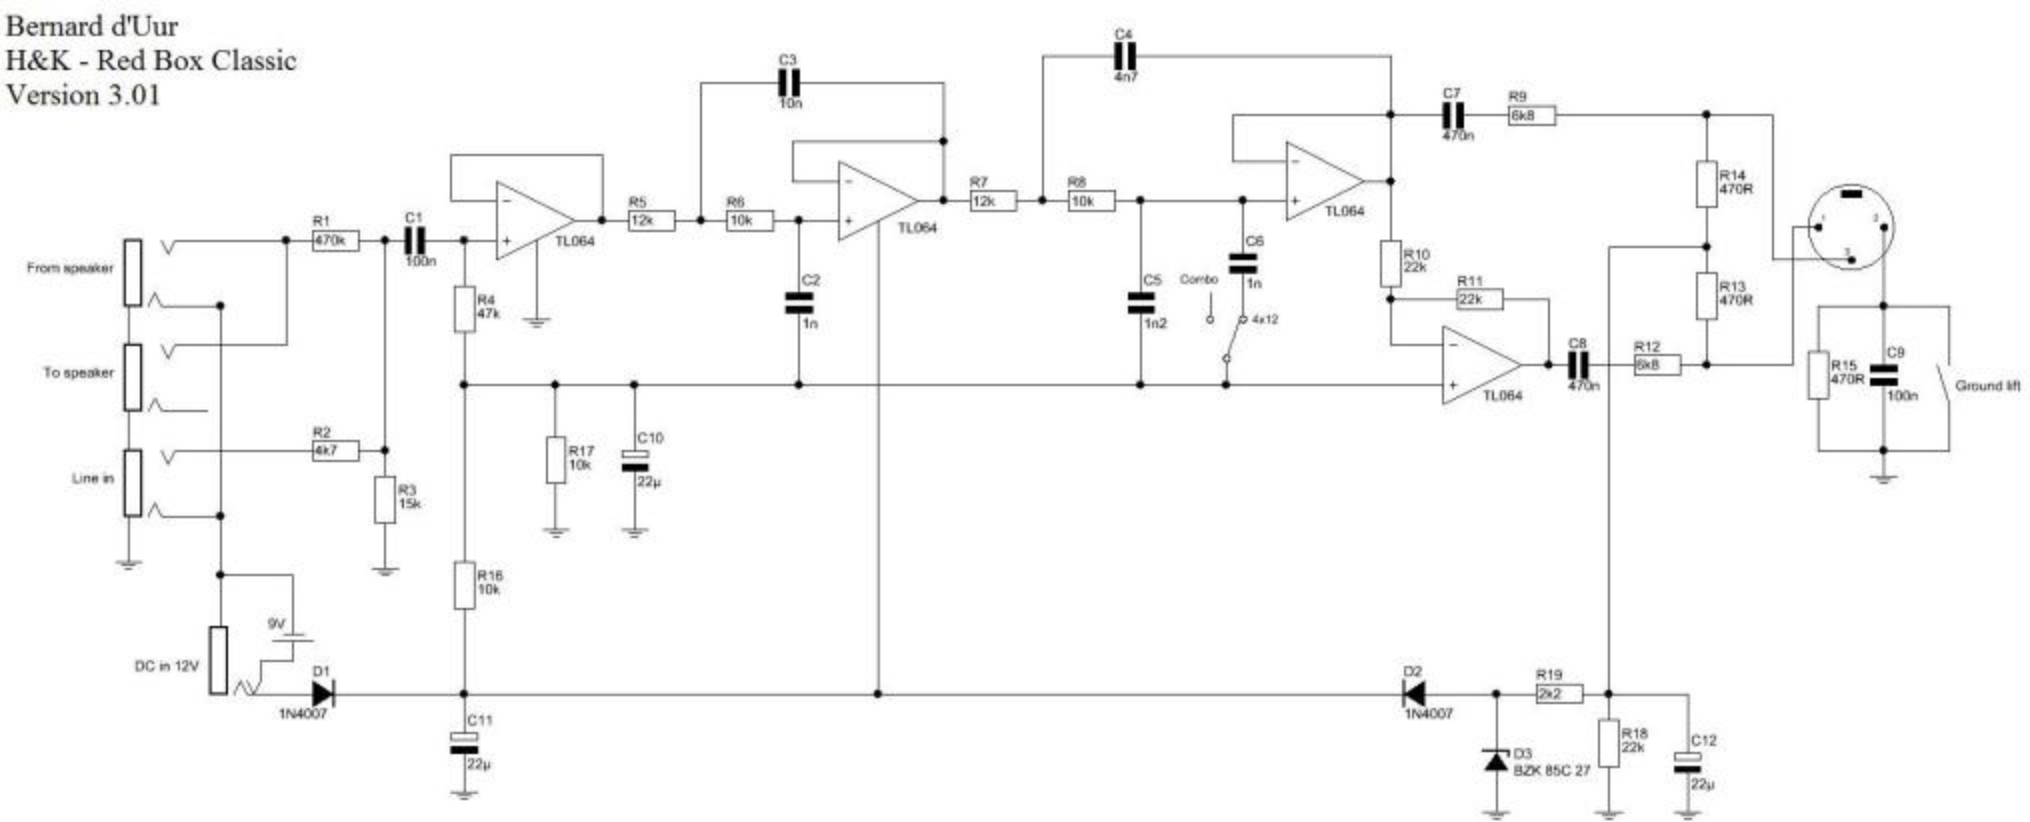 Bernard d'Uur
H&K - Red Box Classic
Version 3.01
C4
4n7
C3
10n
C7
470n
R9
6k8
R14
470R
R1
470k
C1
100n
TL064
R5
12k
R6
10k
TL064
R7
12k
R8
10k
TL064
1
2
3
From speaker
R4
47k
C2
1n
C5
1n2
C6
1n
Combo
4x12
R10
22k
R11
22k
R13
470R
To speaker
TL064
C8
470n
R12
6k8
R15
470R
C9
100n
Ground lift
Line in
R2
4k7
R3
15k
R17
10k
C10
22µ
R16
10k
9V
DC in 12V
D1
1N4007
C11
22µ
D2
1N4007
R19
2k2
D3
BZK 85C 27
R18
22k
C12
22µ